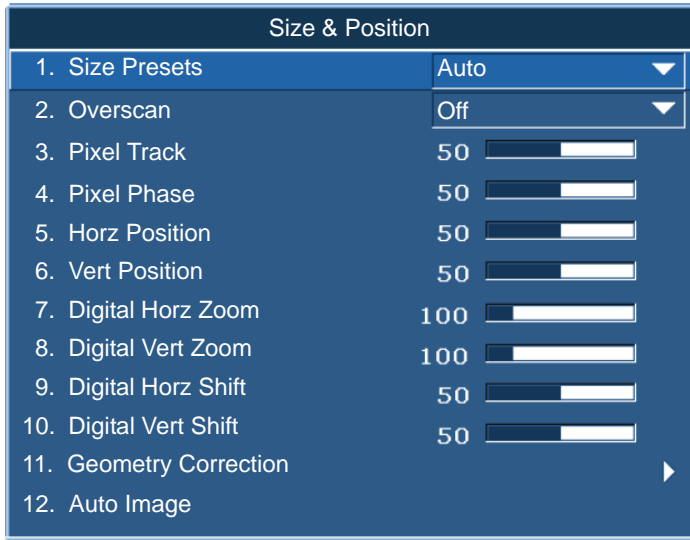 Size & Position
1. Size Presets Auto
2. Overscan Off
3. Pixel Track 50
4. Pixel Phase 50
5. Horz Position 50
6. Vert Position 50
7. Digital Horz Zoom 100
8. Digital Vert Zoom 100
9. Digital Horz Shift 50
10. Digital Vert Shift 50
11. Geometry Correction
12. Auto Image